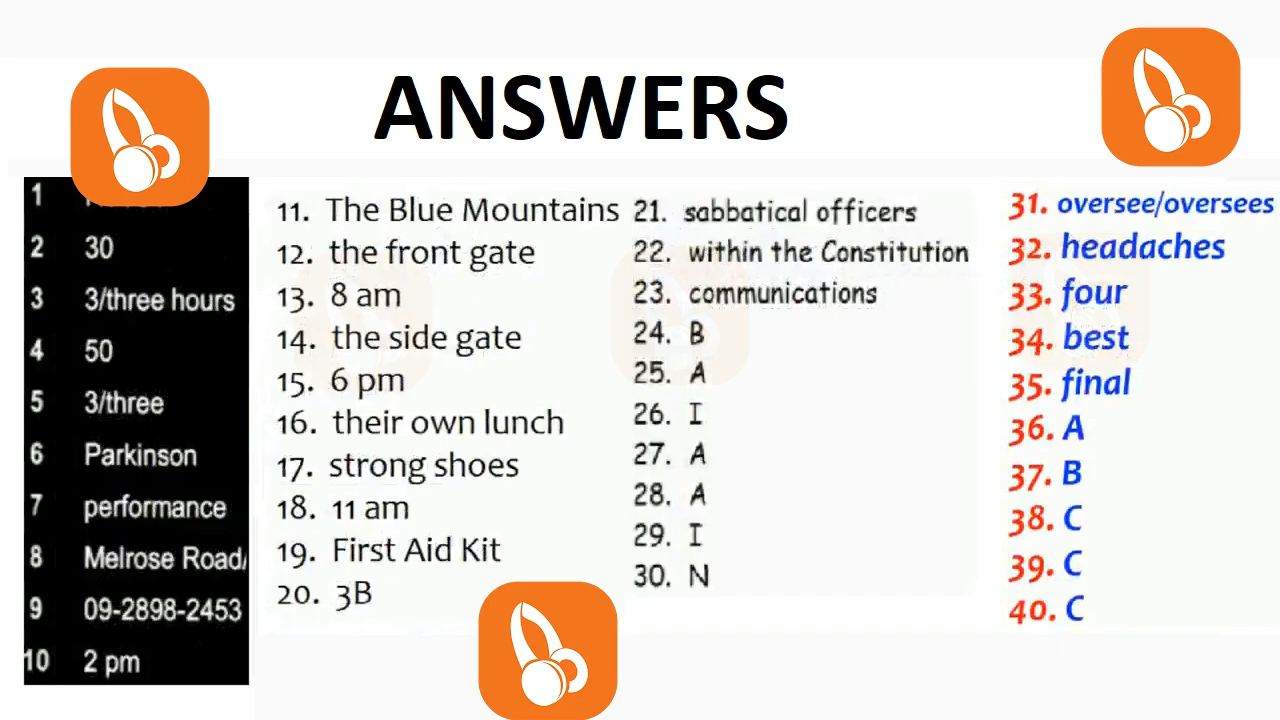 ANSWERS
1
2 30
3 3/three hours
4 50
5 3/three
6 Parkinson
7 performance
8 Melrose Road/
9 09-2898-2453
10 2 pm
11. The Blue Mountains
12. the front gate
13. 8 am
14. the side gate
15. 6 pm
16. their own lunch
17. strong shoes
18. 11 am
19. First Aid Kit
20. 3B
21. sabbatical officers
22. within the Constitution
23. communications
24. B
25. A
26. I
27. A
28. A
29. I
30. N
31. oversee/oversees
32. headaches
33. four
34. best
35. final
36. A
37. B
38. C
39. C
40. C